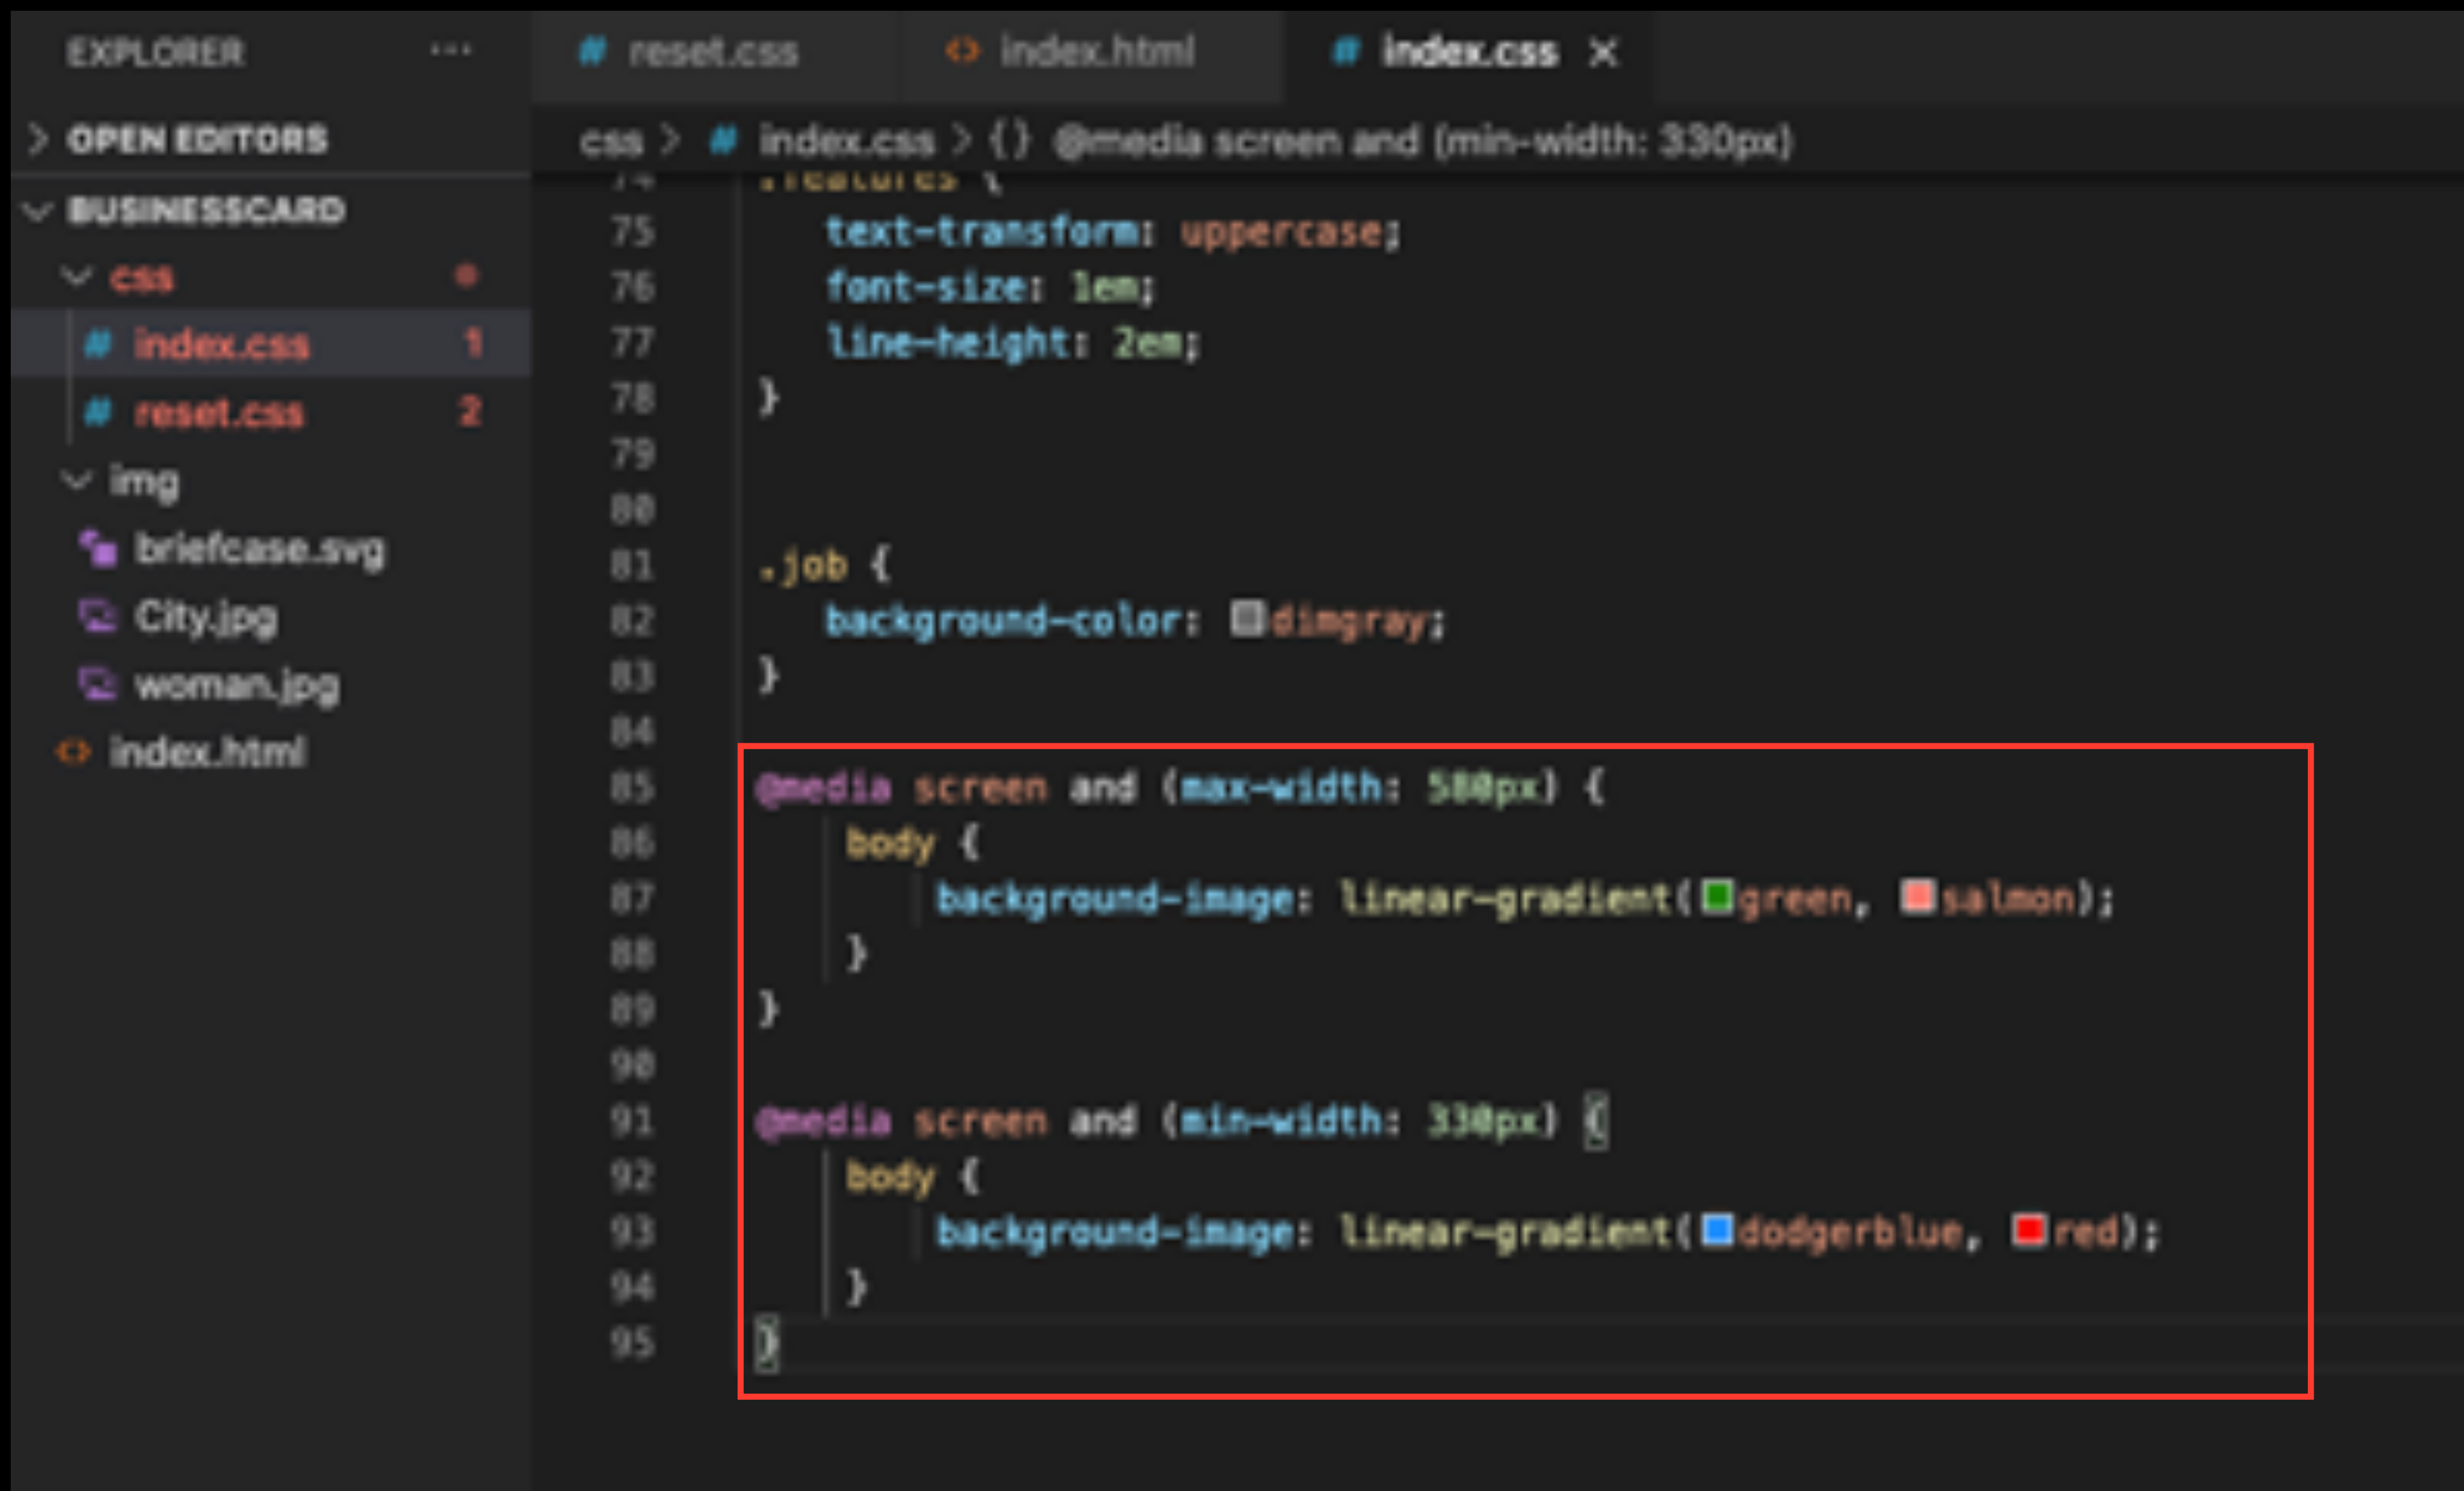 EXPLORER ···
OPEN EDITORS
BUSINESSCARD
css
index.css 1
reset.css 2
img
briefcase.svg
City.jpg
woman.jpg
index.html
reset.css index.html index.css ×
css > # index.css > {} @media screen and (min-width: 330px)
74 .features {
75 text-transform: uppercase;
76 font-size: 1em;
77 line-height: 2em;
78 }
79
80
81 .job {
82 background-color: dimgray;
83 }
84
85 @media screen and (max-width: 580px) {
86 body {
87 background-image: linear-gradient(green, salmon);
88 }
89 }
90
91 @media screen and (min-width: 330px) {
92 body {
93 background-image: linear-gradient(dodgerblue, red);
94 }
95 }